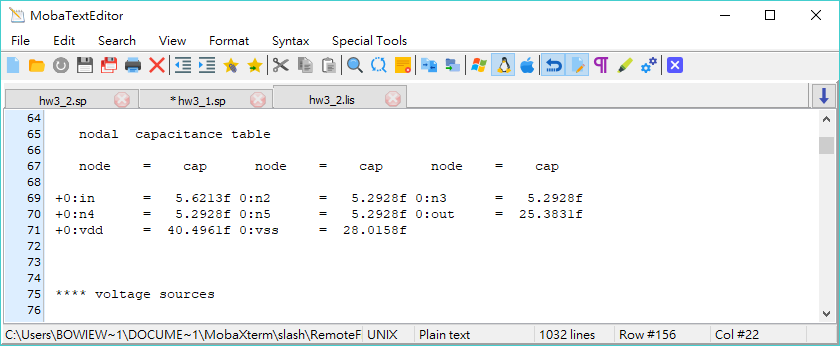 MobaTextEditor
File Edit Search View Format Syntax Special Tools
hw3_2.sp *hw3_1.sp hw3_2.lis
64
65 nodal capacitance table
66
67 node = cap node = cap node = cap
68
69 +0:in = 5.6213f 0:n2 = 5.2928f 0:n3 = 5.2928f
70 +0:n4 = 5.2928f 0:n5 = 5.2928f 0:out = 25.3831f
71 +0:vdd = 40.4961f 0:vss = 28.0158f
72
73
74
75 **** voltage sources
76
C:\Users\BOWIEW~1\DOCUME~1\MobaXterm\slash\RemoteF UNIX Plain text 1032 lines Row #156 Col #22